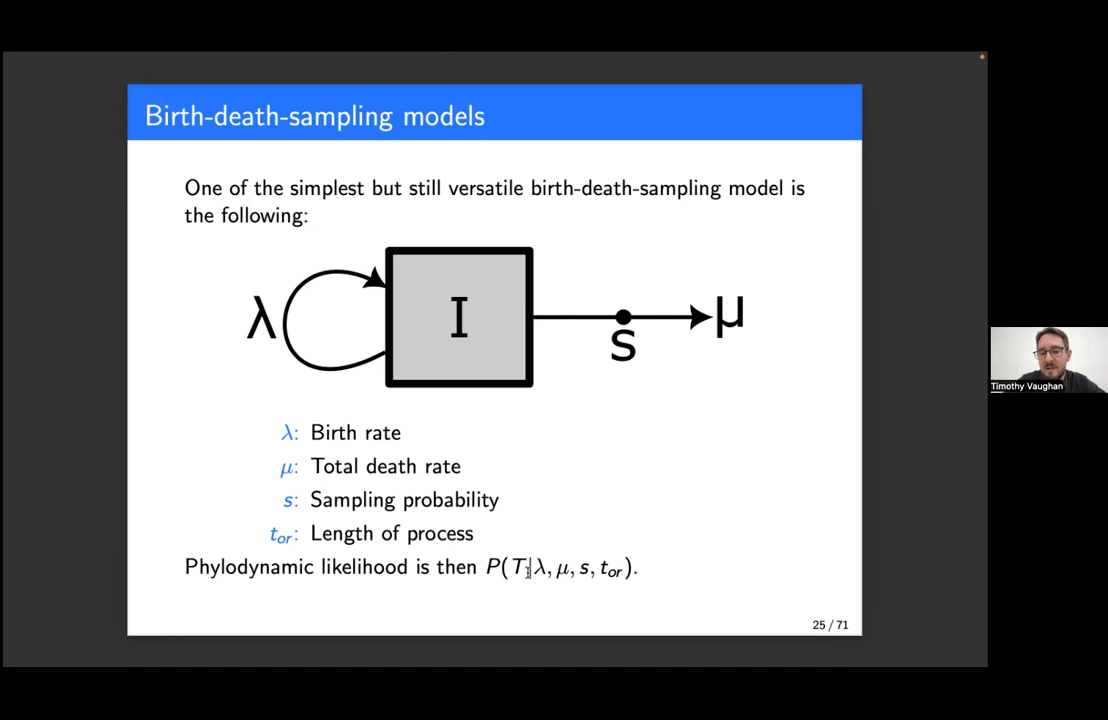 Birth-death-sampling models
One of the simplest but still versatile birth-death-sampling model is
the following:
λ
I
s
μ
λ: Birth rate
μ: Total death rate
s: Sampling probability
t_or: Length of process
Phylodynamic likelihood is then P(T|λ, μ, s, t_or).
25 / 71
Timothy Vaughan